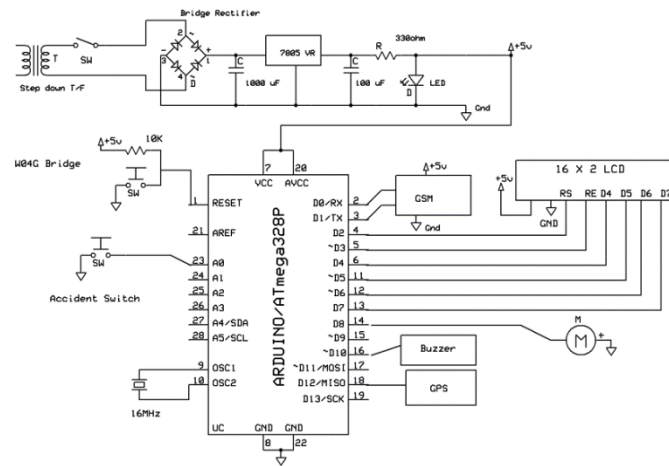 Bridge Rectifier
SW
T
Step down T/F
~
2
-
3
+
1
4
~
D
C
1000 uF
7805 VR
C
100 uF
R
330ohm
D
LED
+5v
Gnd
W04G Bridge
+5v
10K
SW
SW
Accident Switch
16MHz
7
20
VCC
AVCC
ARDUINO/ATmega328P
1
RESET
21
AREF
23
A0
24
A1
25
A2
26
A3
27
A4/SDA
28
A5/SCL
9
OSC1
10
OSC2
UC
GND
GND
8
22
D0/RX
2
D1/TX
3
D2
4
~D3
5
D4
6
~D5
11
~D6
12
D7
13
D8
14
~D9
15
~D10
16
~D11/MOSI
17
D12/MISO
18
D13/SCK
19
+5v
GSM
Gnd
16 X 2 LCD
+5v
GND
RS
RE
D4
D5
D6
D7
M
M
+
Buzzer
GPS